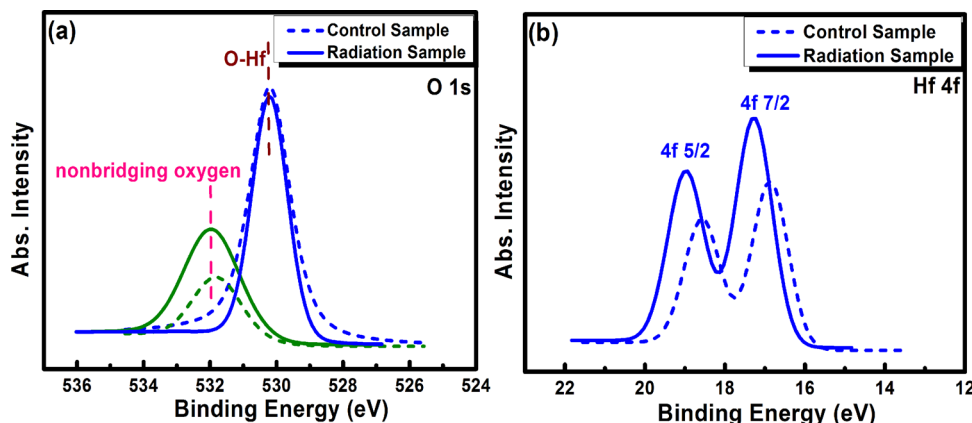 (a)
Control Sample
Radiation Sample
O-Hf
O 1s
nonbridging oxygen
Abs. Intensity
536 534 532 530 528 526 524
Binding Energy (eV)
(b)
Control Sample
Radiation Sample
Hf 4f
4f 7/2
4f 5/2
Abs. Intensity
22 20 18 16 14 12
Binding Energy (eV)